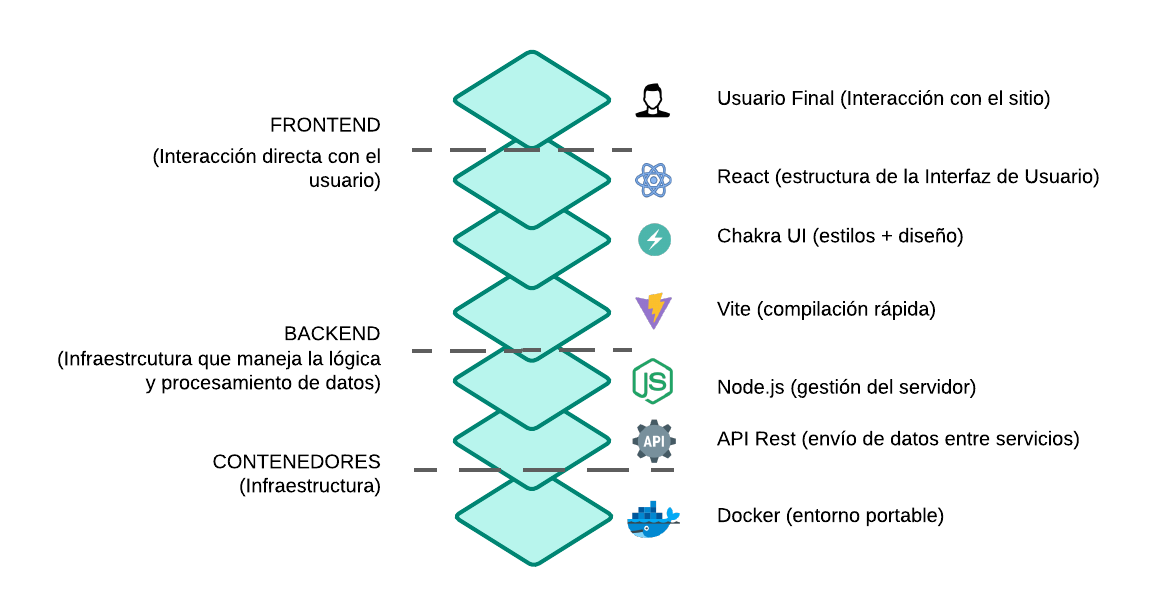 Usuario Final (Interacción con el sitio)
FRONTEND
(Interacción directa con el
usuario)
React (estructura de la Interfaz de Usuario)
Chakra UI (estilos + diseño)
Vite (compilación rápida)
BACKEND
(Infraestrcutura que maneja la lógica
y procesamiento de datos)
JS
Node.js (gestión del servidor)
API
API Rest (envío de datos entre servicios)
CONTENEDORES
(Infraestructura)
Docker (entorno portable)